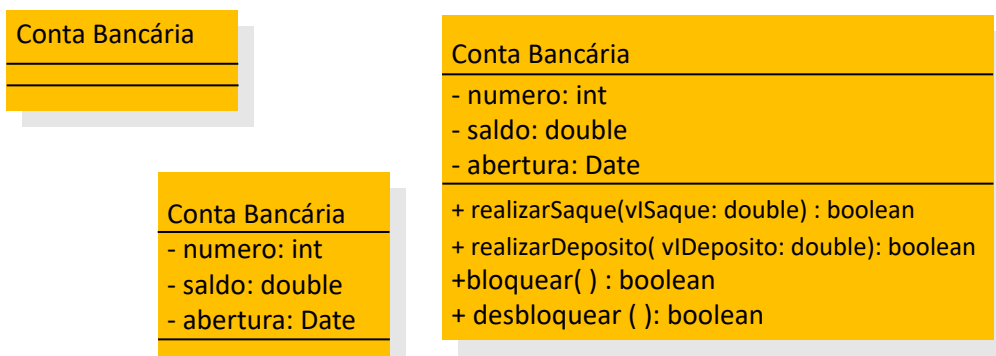 Conta Bancária
Conta Bancária
- numero: int
- saldo: double
- abertura: Date
Conta Bancária
- numero: int
- saldo: double
- abertura: Date
+ realizarSaque(vlSaque: double) : boolean
+ realizarDeposito( vlDeposito: double): boolean
+bloquear( ) : boolean
+ desbloquear ( ): boolean